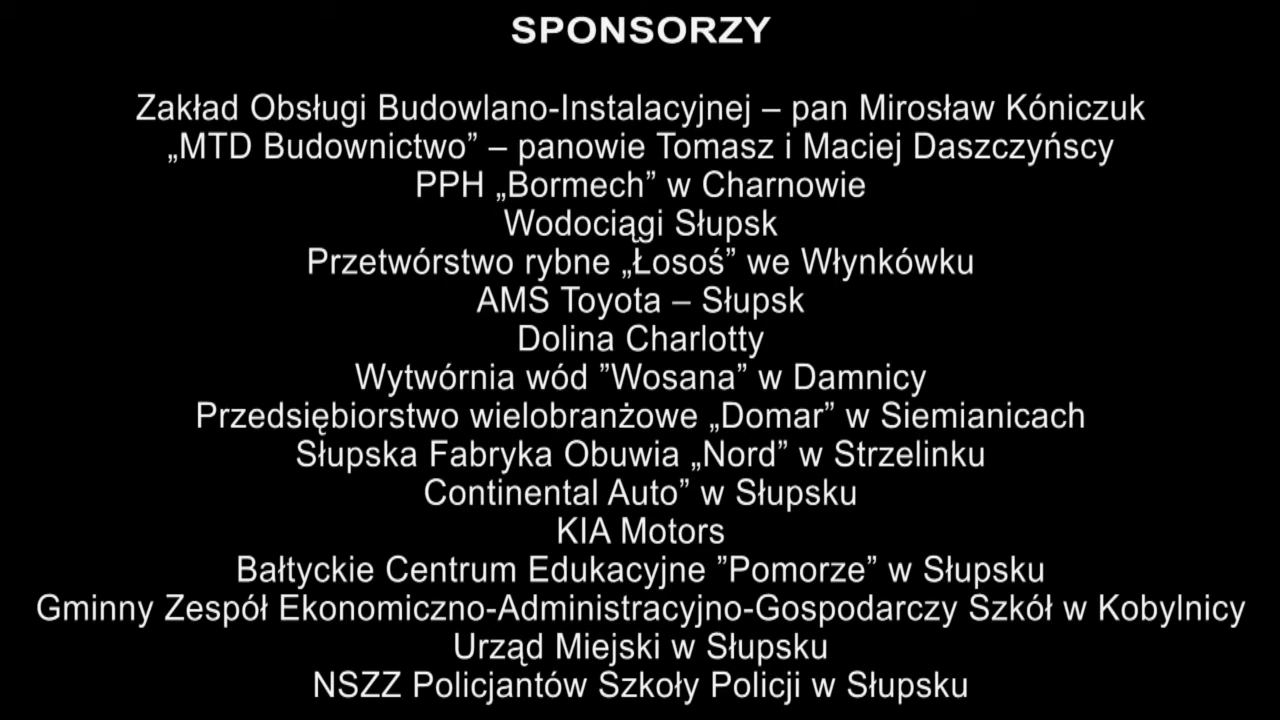 SPONSORZY
Zakład Obsługi Budowlano-Instalacyjnej – pan Mirosław Kóniczuk
„MTD Budownictwo” – panowie Tomasz i Maciej Daszczyńscy
PPH „Bormech” w Charnowie
Wodociągi Słupsk
Przetwórstwo rybne „Łosoś” we Włynkówku
AMS Toyota – Słupsk
Dolina Charlotty
Wytwórnia wód ”Wosana” w Damnicy
Przedsiębiorstwo wielobranżowe „Domar” w Siemianicach
Słupska Fabryka Obuwia „Nord” w Strzelinku
Continental Auto” w Słupsku
KIA Motors
Bałtyckie Centrum Edukacyjne ”Pomorze” w Słupsku
Gminny Zespół Ekonomiczno-Administracyjno-Gospodarczy Szkół w Kobylnicy
Urząd Miejski w Słupsku
NSZZ Policjantów Szkoły Policji w Słupsku